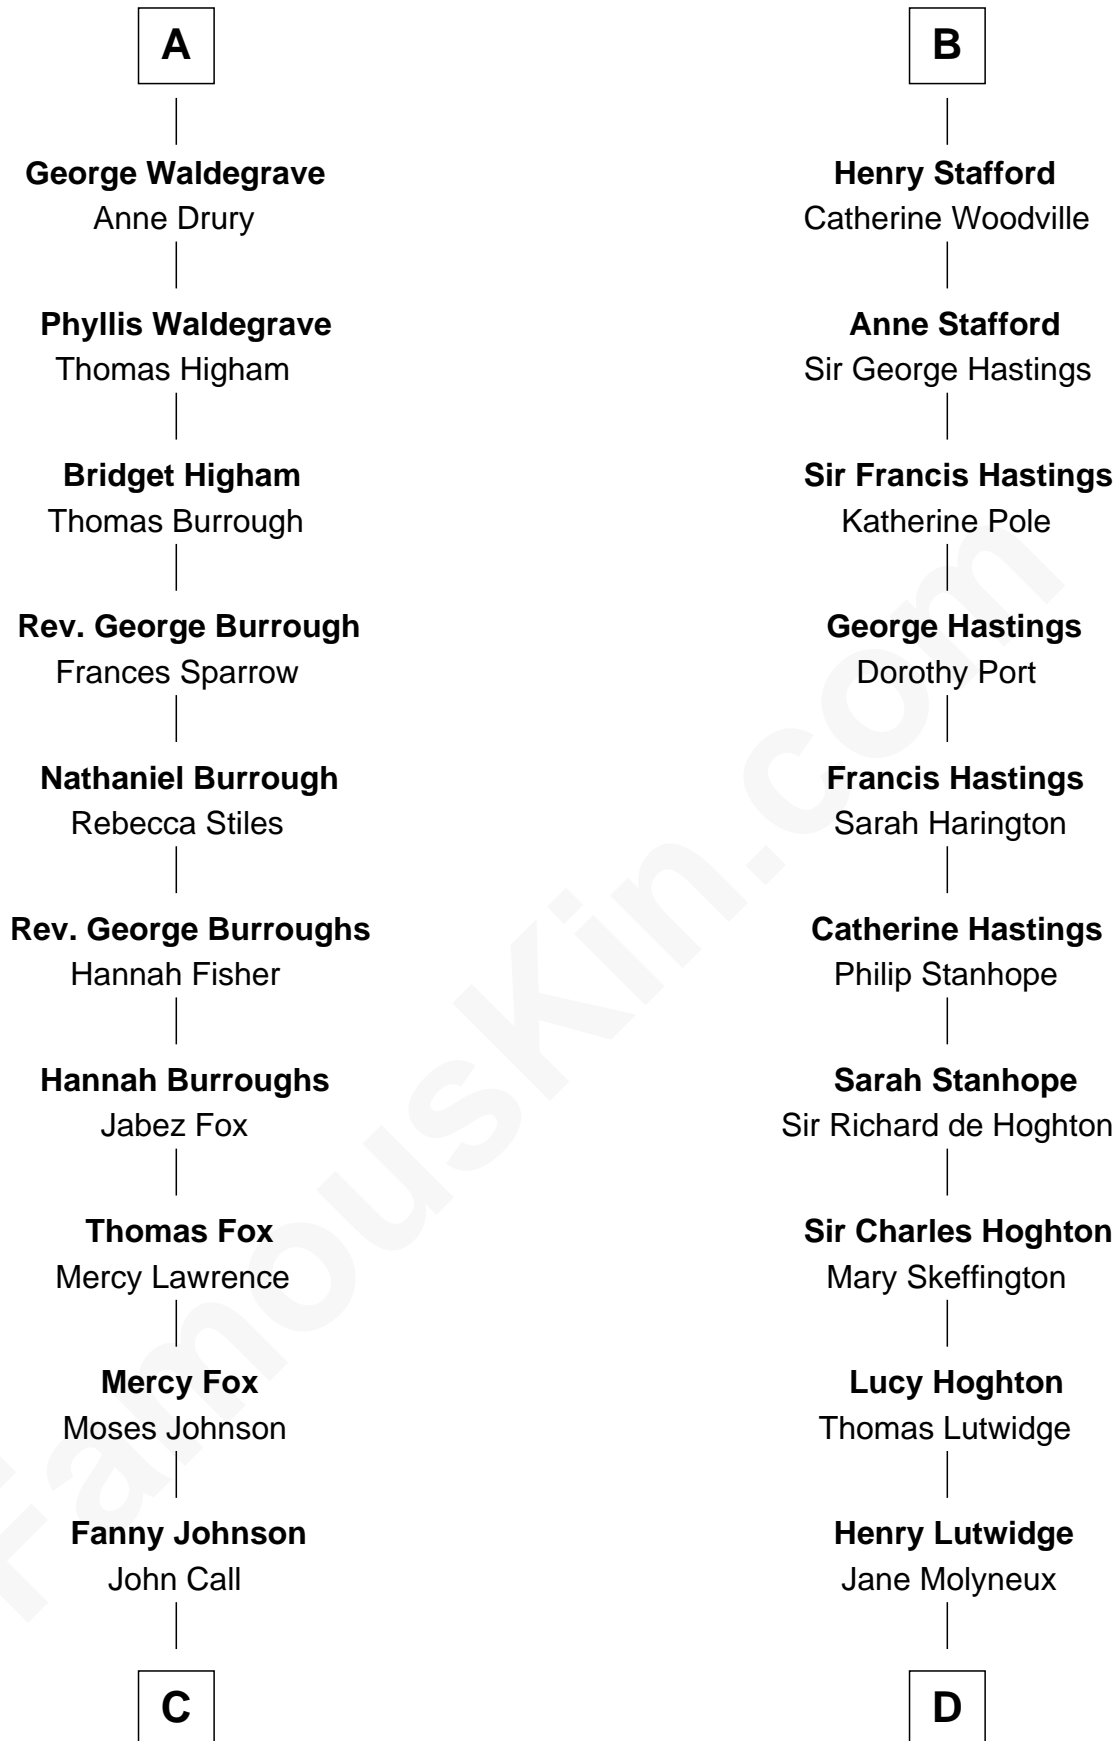 A
George Waldegrave
Anne Drury
Phyllis Waldegrave
Thomas Higham
Bridget Higham
Thomas Burrough
Rev. George Burrough
Frances Sparrow
Nathaniel Burrough
Rebecca Stiles
Rev. George Burroughs
Hannah Fisher
Hannah Burroughs
Jabez Fox
Thomas Fox
Mercy Lawrence
Mercy Fox
Moses Johnson
Fanny Johnson
John Call
C
B
Henry Stafford
Catherine Woodville
Anne Stafford
Sir George Hastings
Sir Francis Hastings
Katherine Pole
George Hastings
Dorothy Port
Francis Hastings
Sarah Harington
Catherine Hastings
Philip Stanhope
Sarah Stanhope
Sir Richard de Hoghton
Sir Charles Hoghton
Mary Skeffington
Lucy Hoghton
Thomas Lutwidge
Henry Lutwidge
Jane Molyneux
D
FamousKin.com